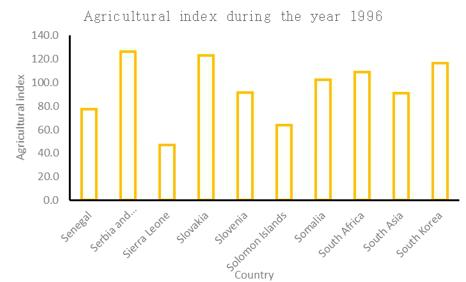 Agricultural index during the year 1996
140.0
120.0
100.0
80.0
60.0
40.0
20.0
0.0
Agricultural index
Senegal
Serbia and...
Sierra Leone
Slovakia
Slovenia
Solomon Islands
Somalia
South Africa
South Asia
South Korea
Country